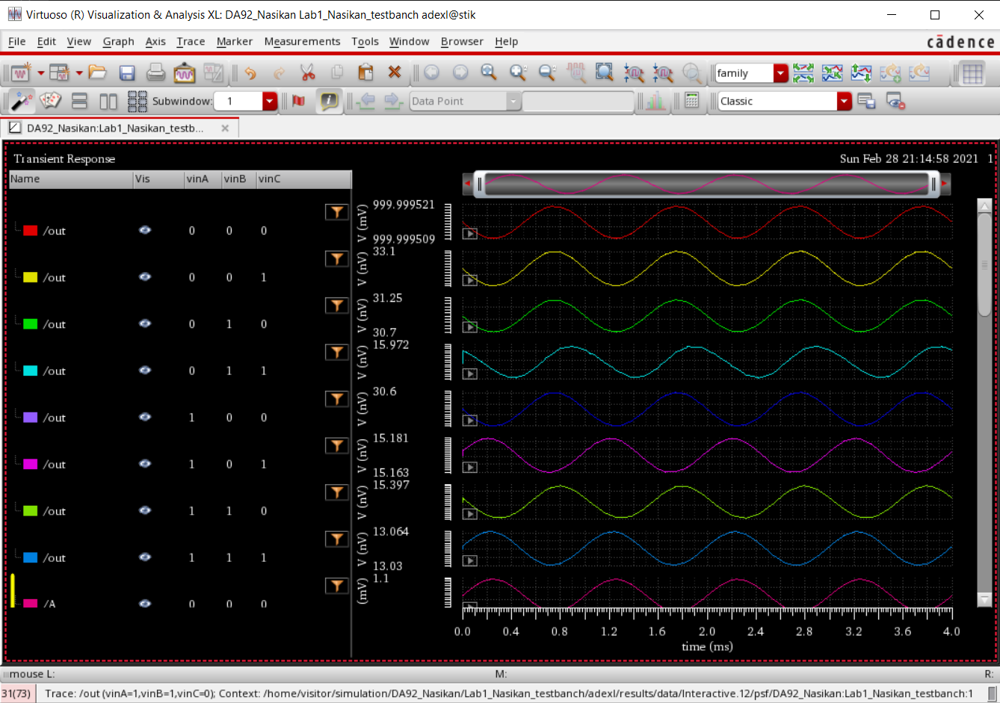 Virtuoso (R) Visualization & Analysis XL: DA92_Nasikan Lab1_Nasikan_testbanch adexl@stik
File Edit View Graph Axis Trace Marker Measurements Tools Window Browser Help
cādence
family
Subwindow: 1
Data Point
Classic
DA92_Nasikan:Lab1_Nasikan_testb...
Transient Response
Sun Feb 28 21:14:58 2021 1
Name Vis vinA vinB vinC
/out 0 0 0
V (mV) 999.999521 999.999509
/out 0 0 1
V (nV) 33.1
/out 0 1 0
V (nV) 31.25 30.7
/out 0 1 1
V (nV) 15.972
/out 1 0 0
V (nV) 30.6
/out 1 0 1
V (nV) 15.181 15.163
/out 1 1 0
V (nV) 15.397
/out 1 1 1
V (nV) 13.064 13.03
/A 0 0 0
(mV) 1.1
0.0 0.4 0.8 1.2 1.6 2.0 2.4 2.8 3.2 3.6 4.0
time (ms)
mouse L: M: R:
31(73) Trace: /out (vinA=1,vinB=1,vinC=0); Context: /home/visitor/simulation/DA92_Nasikan/Lab1_Nasikan_testbanch/adexl/results/data/Interactive.12/psf/DA92_Nasikan:Lab1_Nasikan_testbanch:1